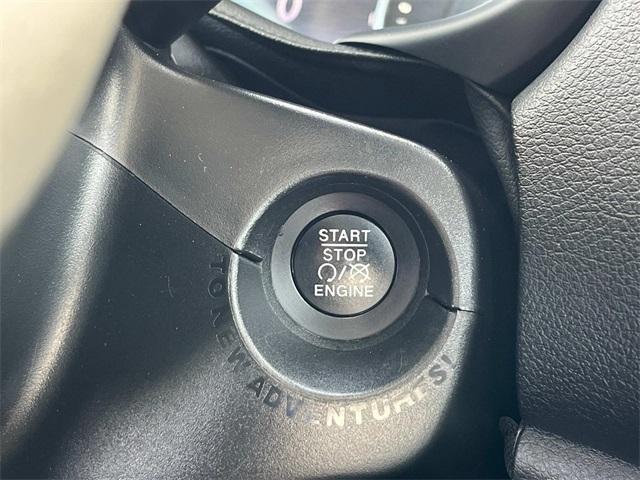 START
STOP
ENGINE
TO NEW ADVENTURES!